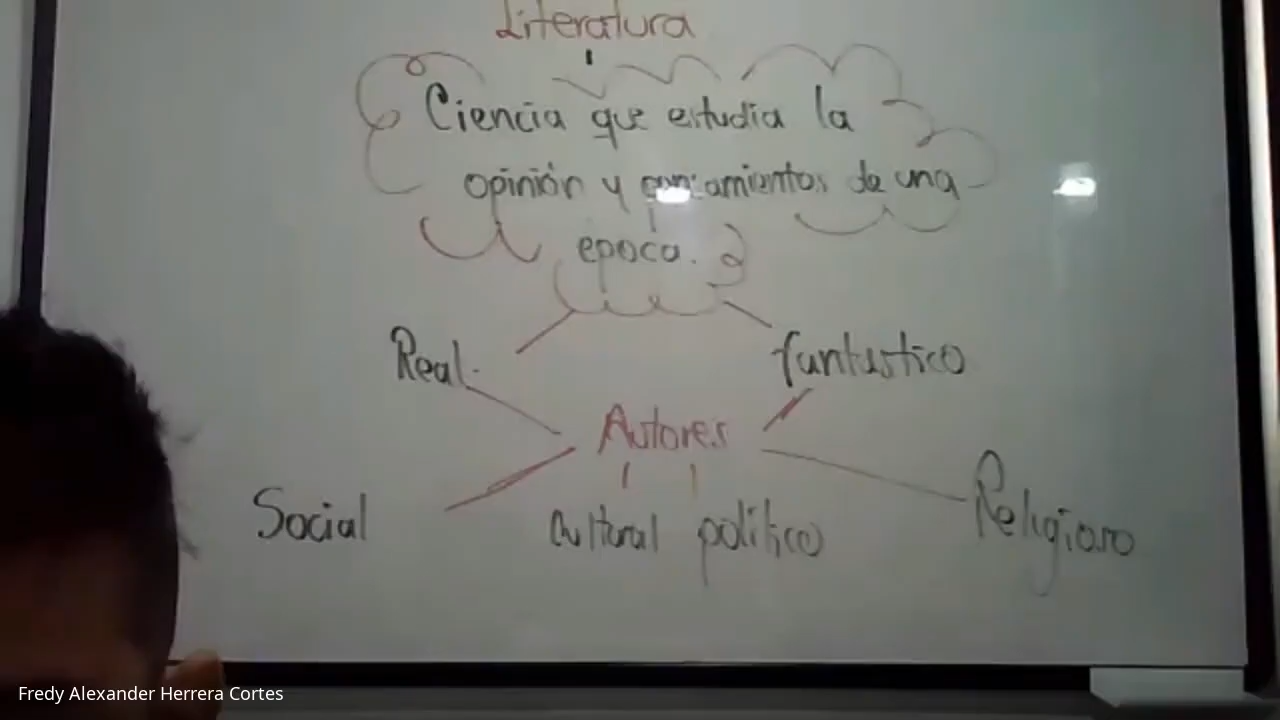 Literatura
Ciencia que estudia la
opinión y pensamientos de una
epoca.
Real.
fantastico
Autores
Social
Cultural
politico
Religioso
Fredy Alexander Herrera Cortes